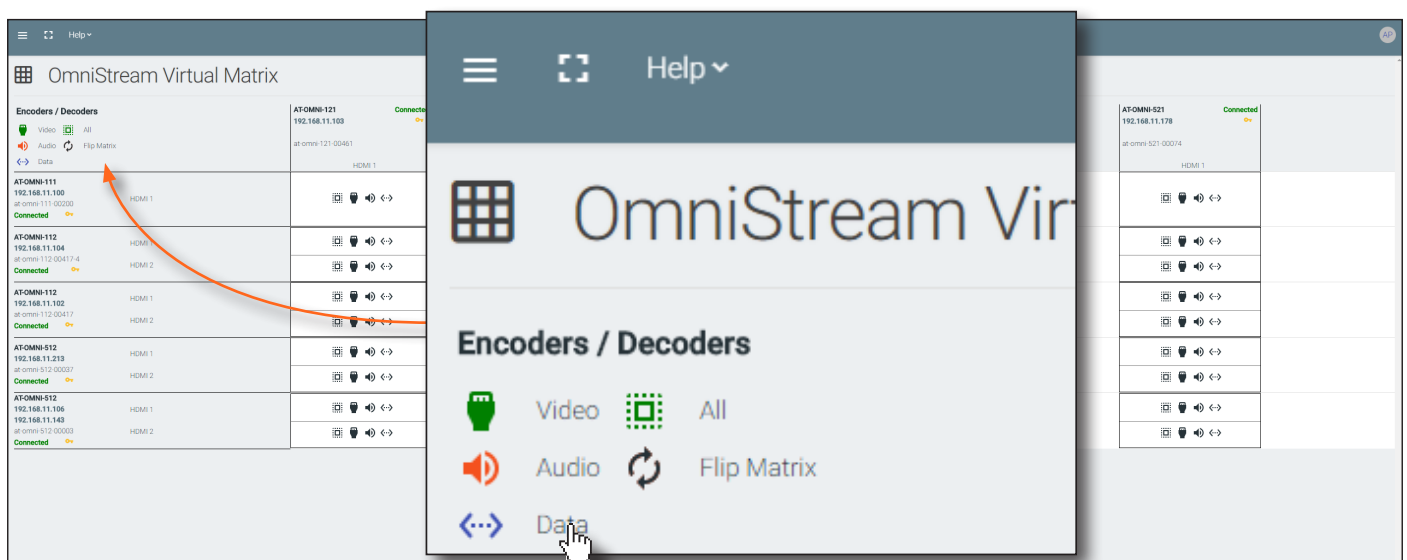 Help
AP
OmniStream Virtual Matrix
Encoders / Decoders
Video All
Audio Flip Matrix
Data
AT-OMNI-121 Connecte
192.168.11.103
at-omni-121-00461
HDMI 1
AT-OMNI-521 Connected
192.168.11.178
at-omni-521-00074
HDMI 1
AT-OMNI-111
192.168.11.100
at-omni-111-00200
Connected
HDMI 1
AT-OMNI-112
192.168.11.104
at-omni-112-00417-4
Connected
HDMI 1
HDMI 2
AT-OMNI-112
192.168.11.102
at-omni-112-00417
Connected
HDMI 1
HDMI 2
AT-OMNI-512
192.168.11.213
at-omni-512-00037
Connected
HDMI 1
HDMI 2
AT-OMNI-512
192.168.11.106
192.168.11.143
at-omni-512-00003
Connected
HDMI 1
HDMI 2
Help
OmniStream Vir
Encoders / Decoders
Video All
Audio Flip Matrix
Data